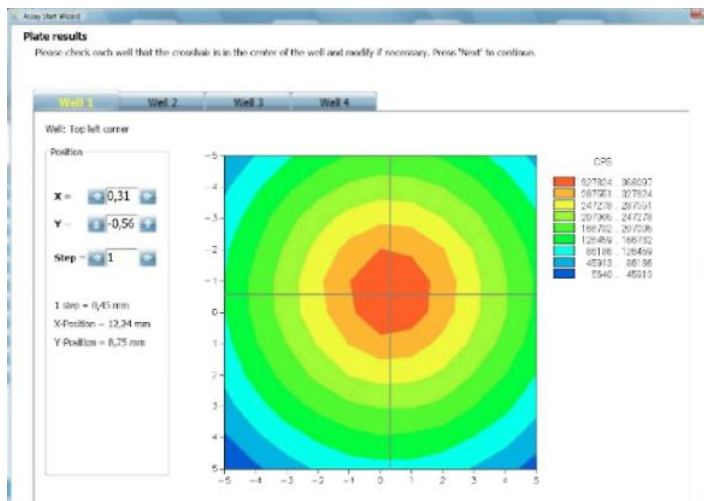 Assay Start Wizard
Plate results
Please check each well that the crosshair is in the center of the well and modify if necessary. Press 'Next' to continue.
Well 1 Well 2 Well 3 Well 4
Well: Top left corner
Position
X = 0,31
Y = -0,56
Step = 1
1 step = 0,45 mm
X-Position = 12,24 mm
Y-Position = 8,75 mm
-5
-4
-3
-2
-1
0
1
2
3
4
5
-5 -4 -3 -2 -1 0 1 2 3 4 5
CPS
327824 .. 368097
287551 .. 327824
247278 .. 287551
207005 .. 247278
126459 .. 166732
86186 .. 126459
45913 .. 86186
5640 .. 45913